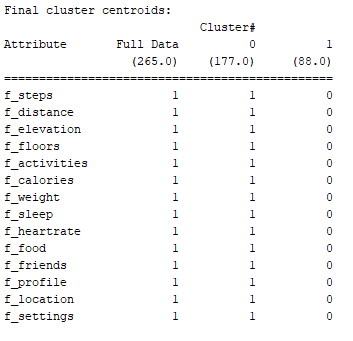 Final cluster centroids:
Cluster#
Attribute Full Data 0 1
(265.0) (177.0) (88.0)
=================================================
f_steps 1 1 0
f_distance 1 1 0
f_elevation 1 1 0
f_floors 1 1 0
f_activities 1 1 0
f_calories 1 1 0
f_weight 1 1 0
f_sleep 1 1 0
f_heartrate 1 1 0
f_food 1 1 0
f_friends 1 1 0
f_profile 1 1 0
f_location 1 1 0
f_settings 1 1 0